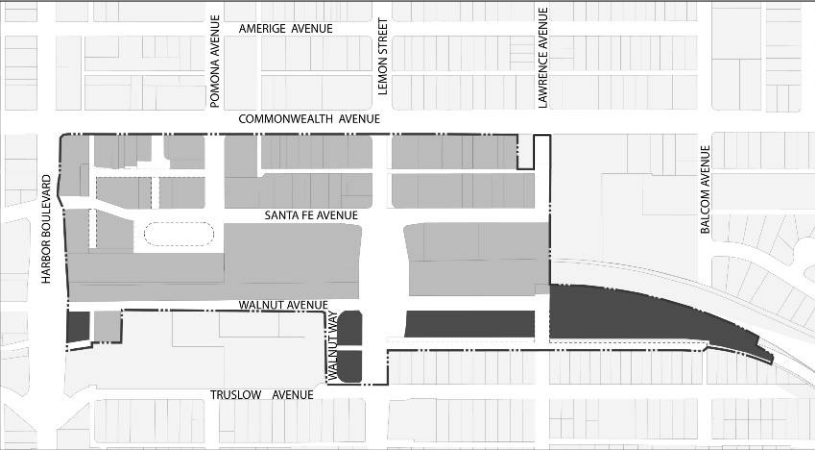 AMERIGE AVENUE
POMONA AVENUE
LEMON STREET
LAWRENCE AVENUE
COMMONWEALTH AVENUE
HARBOR BOULEVARD
BALCOM AVENUE
SANTA FE AVENUE
WALNUT AVENUE
WALNUT WAY
TRUSLOW AVENUE